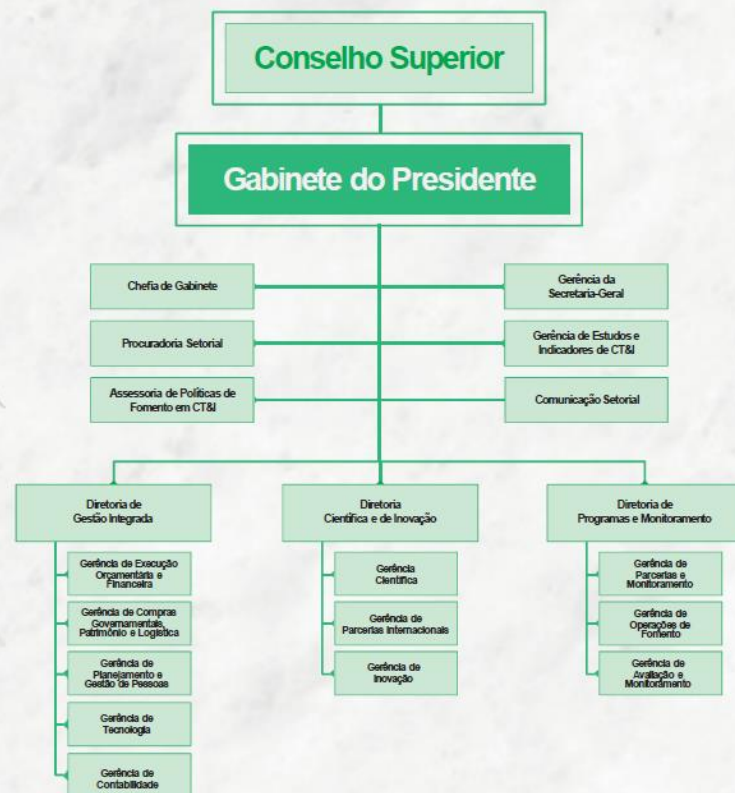 Conselho Superior
Gabinete do Presidente
Chefia de Gabinete
Gerência da
Secretaria-Geral
Procuradoria Setorial
Gerência de Estudos e
Indicadores de CT&I
Assessoria de Políticas de
Fomento em CT&I
Comunicação Setorial
Diretoria de
Gestão Integrada
Gerência de Execução
Orçamentária e
Financeira
Gerência de Compras
Governamentais,
Patrimônio e Logística
Gerência de
Planejamento e
Gestão de Pessoas
Gerência de
Tecnologia
Gerência de
Contabilidade
Diretoria
Científica e de Inovação
Gerência
Científica
Gerência de
Parcerias Internacionais
Gerência de
Inovação
Diretoria de
Programas e Monitoramento
Gerência de
Parcerias e
Monitoramento
Gerência de
Operações de
Fomento
Gerência de
Avaliação e
Monitoramento